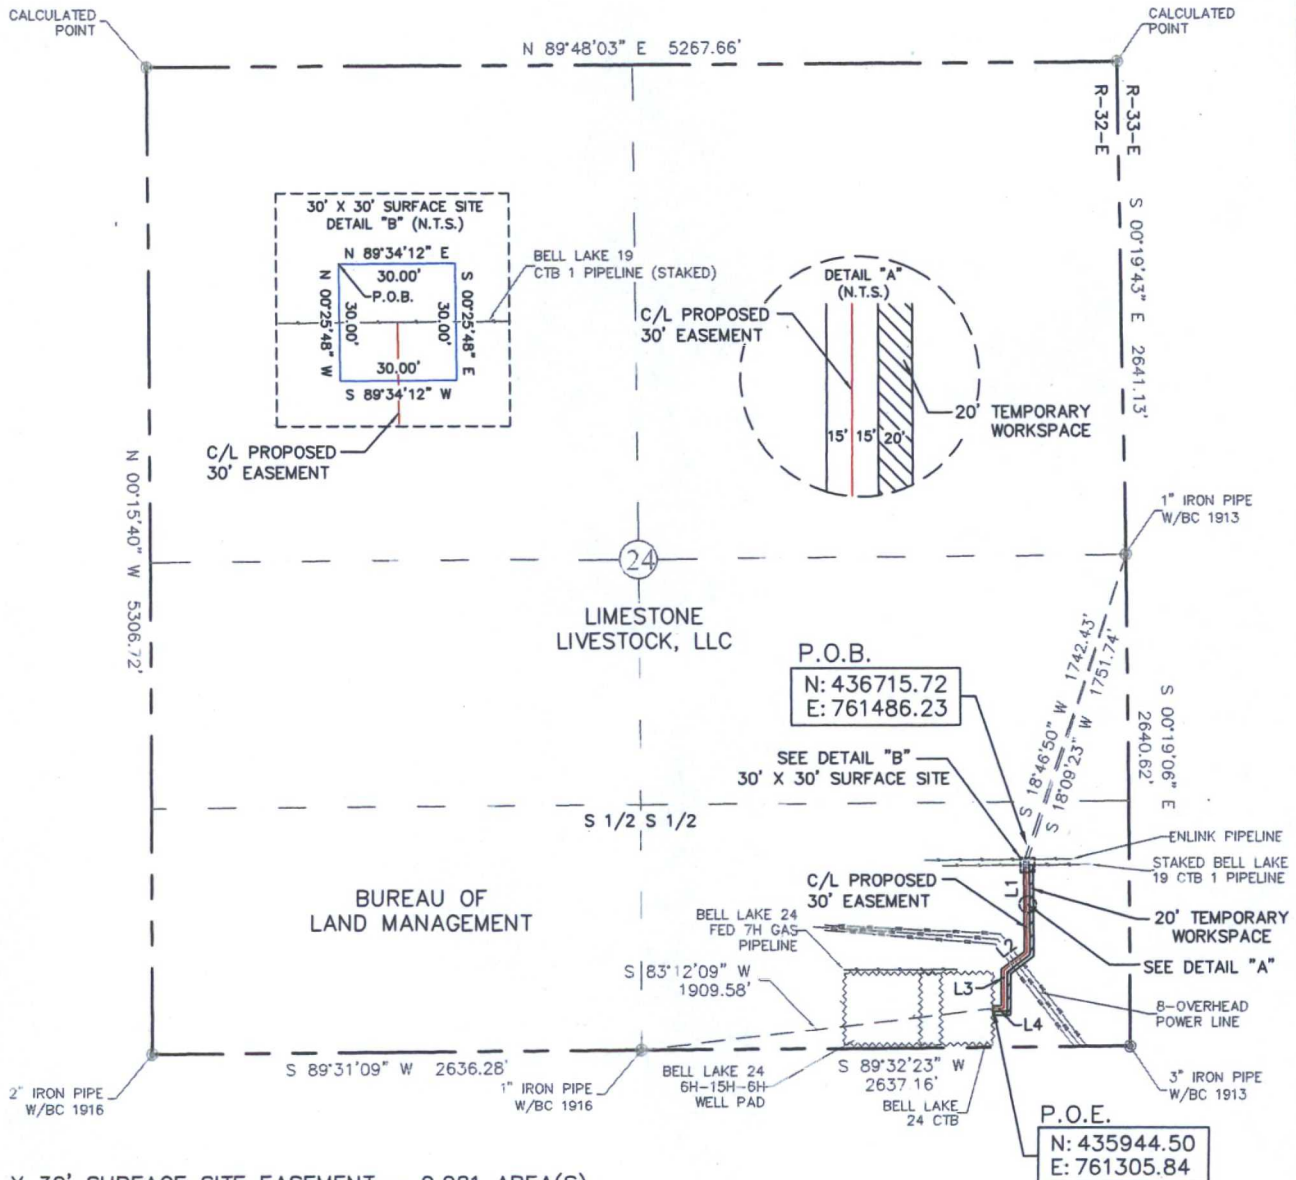 CALCULATED
POINT
CALCULATED
POINT
N 89°48'03" E 5267.66'
R-32-E
R-33-E
S 00°19'43" E 2641.13'
30' X 30' SURFACE SITE
DETAIL "B" (N.T.S.)
N 89°34'12" E
30.00'
P.O.B.
N 00°25'48" W
30.00'
30.00'
S 00°25'48" E
30.00'
S 89°34'12" W
BELL LAKE 19
CTB 1 PIPELINE (STAKED)
C/L PROPOSED
30' EASEMENT
DETAIL "A"
(N.T.S.)
C/L PROPOSED
30' EASEMENT
15' 15' 20'
20' TEMPORARY
WORKSPACE
N 00°15'40" W 5306.72'
1" IRON PIPE
W/BC 1913
24
LIMESTONE
LIVESTOCK, LLC
P.O.B.
N: 436715.72
E: 761486.23
S 18°46'50" W 1742.43'
S 18°09'23" W 1751.74'
S 00°19'06" E
2640.62'
SEE DETAIL "B"
30' X 30' SURFACE SITE
S 1/2 S 1/2
ENLINK PIPELINE
STAKED BELL LAKE
19 CTB 1 PIPELINE
BUREAU OF
LAND MANAGEMENT
C/L PROPOSED
30' EASEMENT
L1
BELL LAKE 24
FED 7H GAS
PIPELINE
20' TEMPORARY
WORKSPACE
L2
SEE DETAIL "A"
S 83°12'09" W
1909.58'
L3
L4
8-OVERHEAD
POWER LINE
S 89°31'09" W 2636.28'
S 89°32'23" W
2637.16'
2" IRON PIPE
W/BC 1916
1" IRON PIPE
W/BC 1916
BELL LAKE 24
6H-15H-6H
WELL PAD
BELL LAKE
24 CTB
3" IRON PIPE
W/BC 1913
P.O.E.
N: 435944.50
E: 761305.84